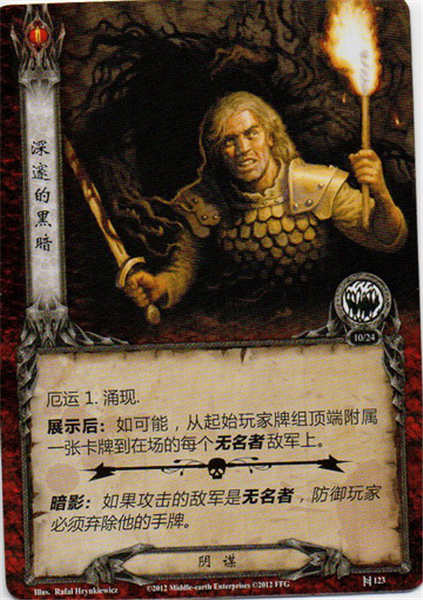 深邃的黑暗
10/24
厄运 1. 涌现.
展示后：如可能，从起始玩家牌组顶端附属
一张卡牌到在场的每个无名者敌军上。
暗影：如果攻击的敌军是无名者，防御玩家
必须弃除他的手牌。
阴谋
Illus. Rafal Hrynkiewicz
©2012 Middle-earth Enterprises ©2012 FFG
123